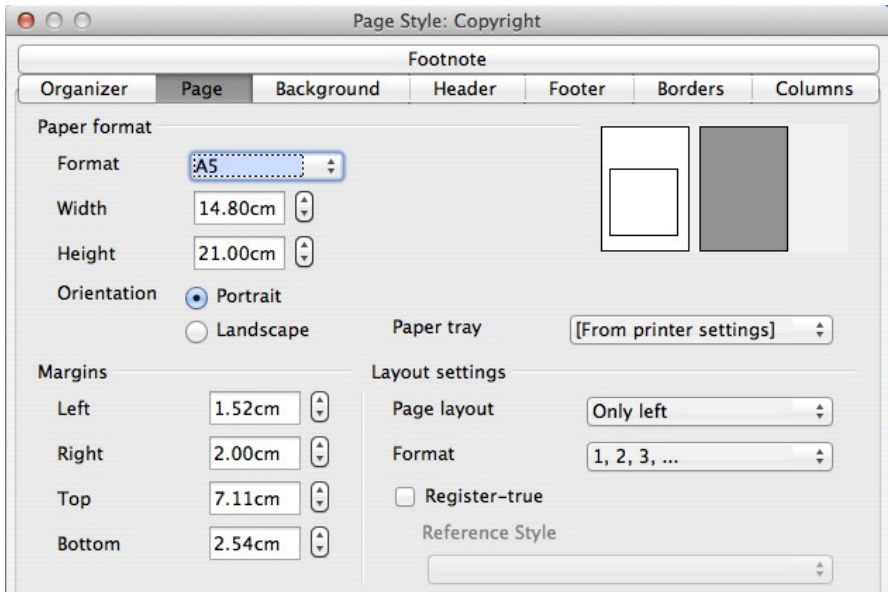 Page Style: Copyright
Footnote
Organizer Page Background Header Footer Borders Columns
Paper format
Format A5
Width 14.80cm
Height 21.00cm
Orientation Portrait
Landscape
Paper tray [From printer settings]
Margins
Left 1.52cm
Right 2.00cm
Top 7.11cm
Bottom 2.54cm
Layout settings
Page layout Only left
Format 1, 2, 3, ...
Register-true
Reference Style